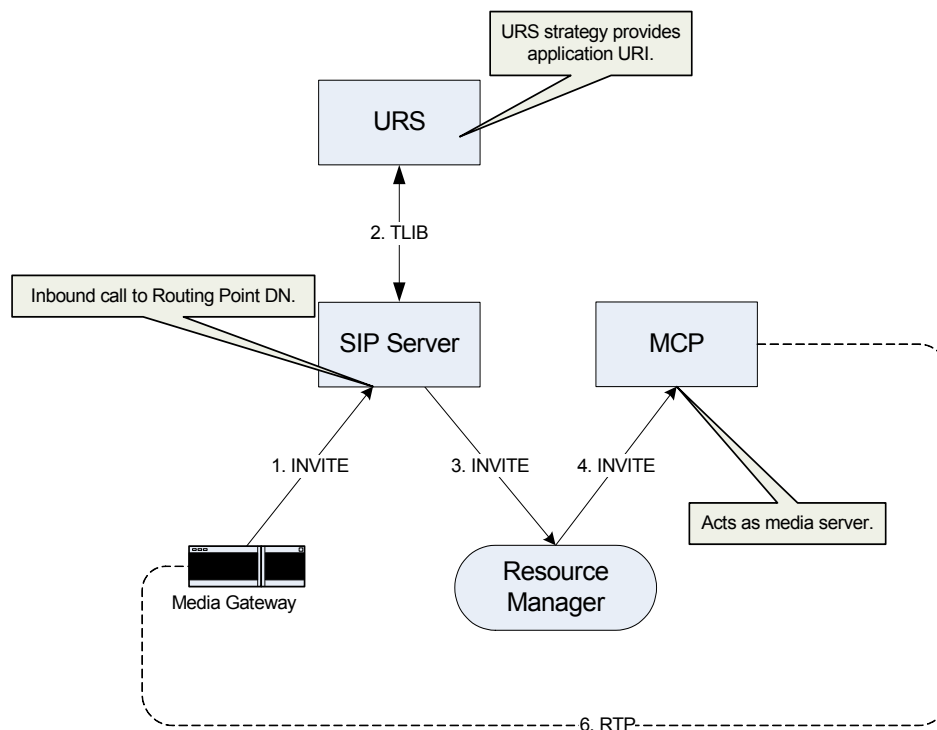 URS strategy provides
application URI.
URS
2. TLIB
Inbound call to Routing Point DN.
SIP Server
MCP
1. INVITE
3. INVITE
4. INVITE
Acts as media server.
Media Gateway
Resource
Manager
6. RTP